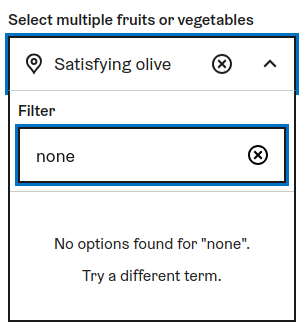 Select multiple fruits or vegetables
Satisfying olive
Filter
none
No options found for "none".
Try a different term.